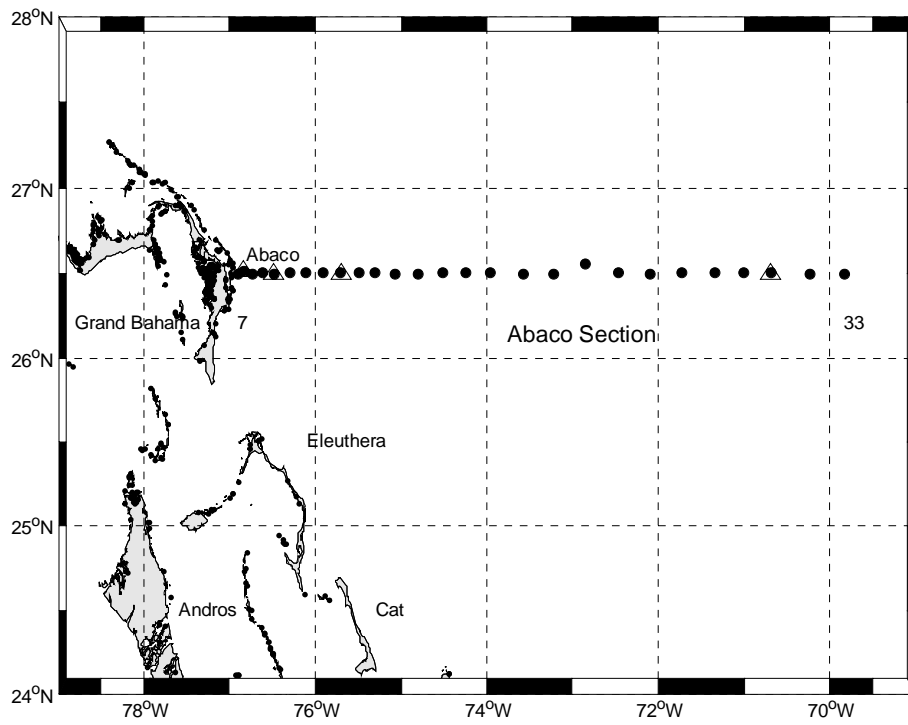 28°N
27°N
Abaco
Grand Bahama
7
Abaco Section
33
26°N
Eleuthera
25°N
Andros
Cat
24°N
78°W
76°W
74°W
72°W
70°W